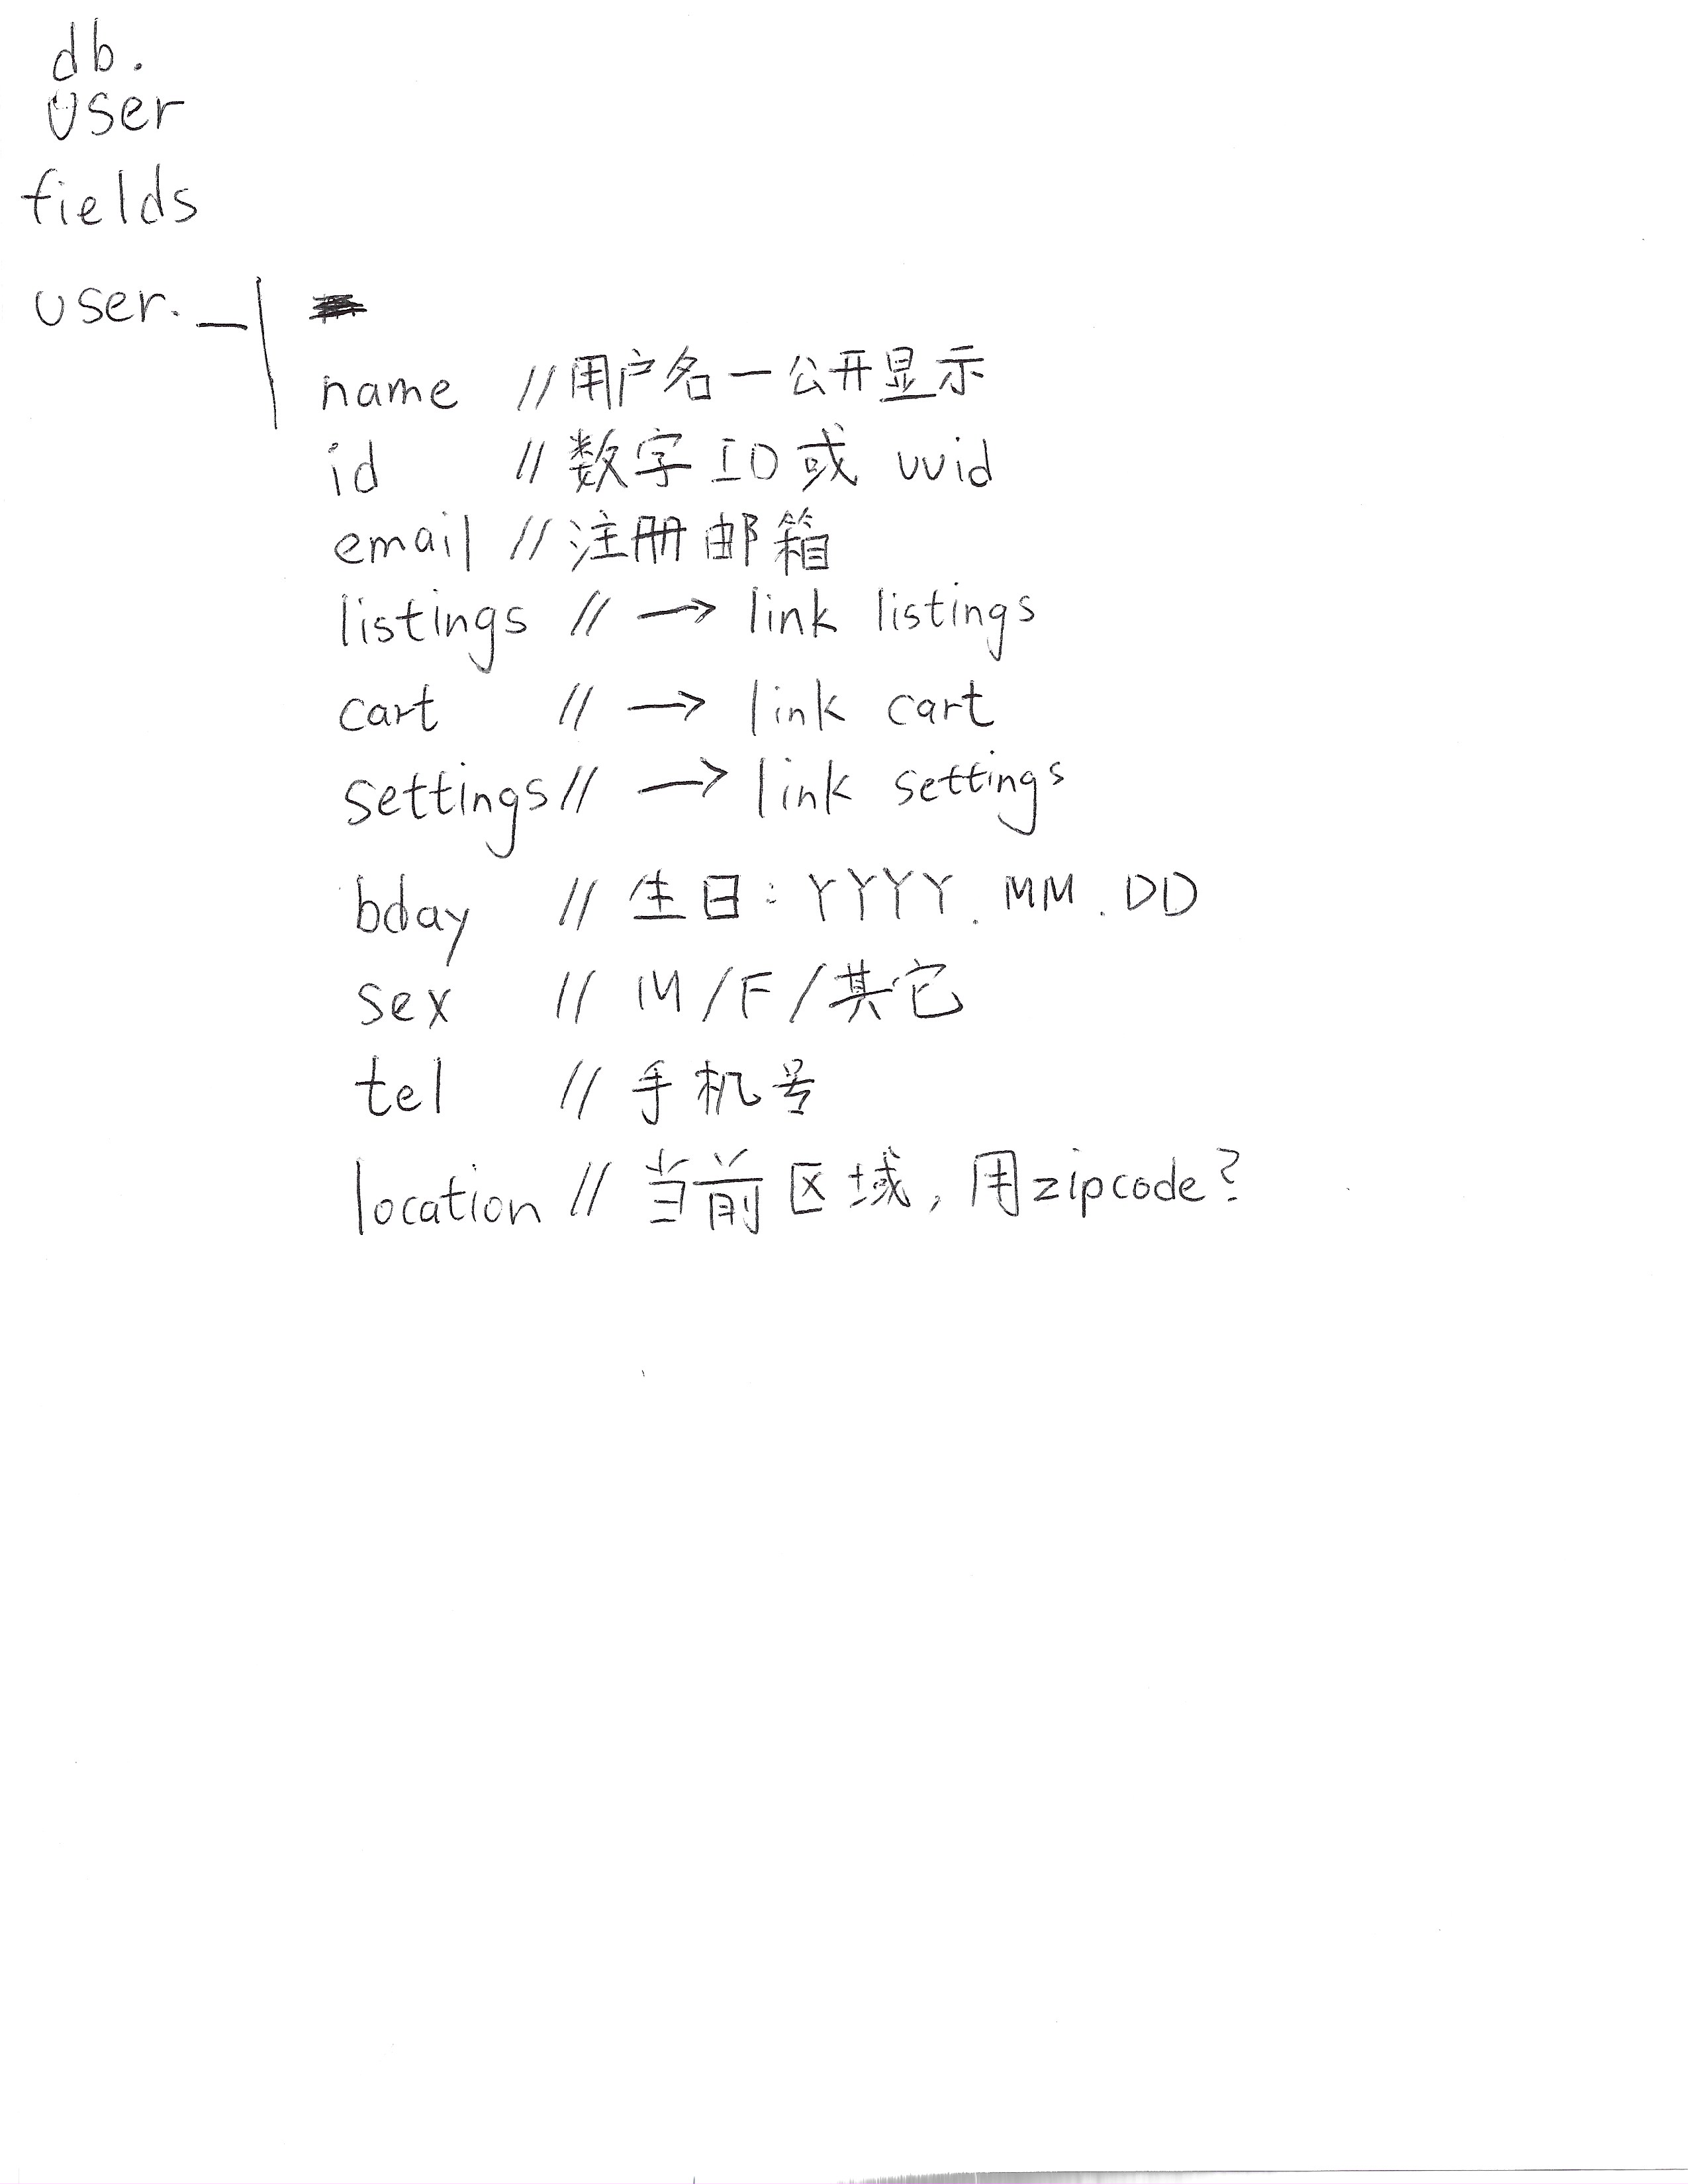 db.
user
fields
user._
name // 用户名一公开显示
id // 数字ID或 uuid
email // 注册邮箱
listings // → link listings
cart // → link cart
settings // → link settings
bday // 生日: YYYY.MM.DD
sex // M/F/其它
tel // 手机号
location // 当前区域, 用zipcode?